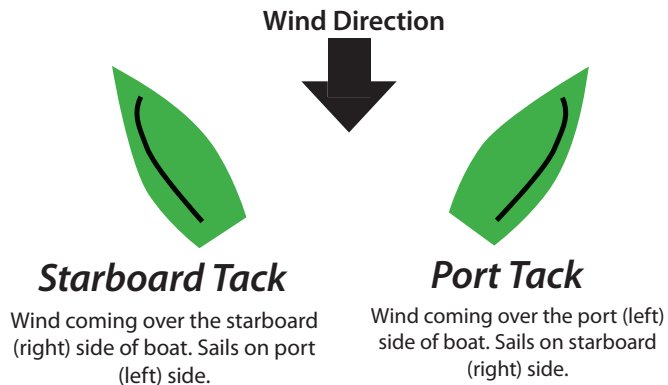 Wind Direction
Starboard Tack
Wind coming over the starboard
(right) side of boat. Sails on port
(left) side.
Port Tack
Wind coming over the port (left)
side of boat. Sails on starboard
(right) side.